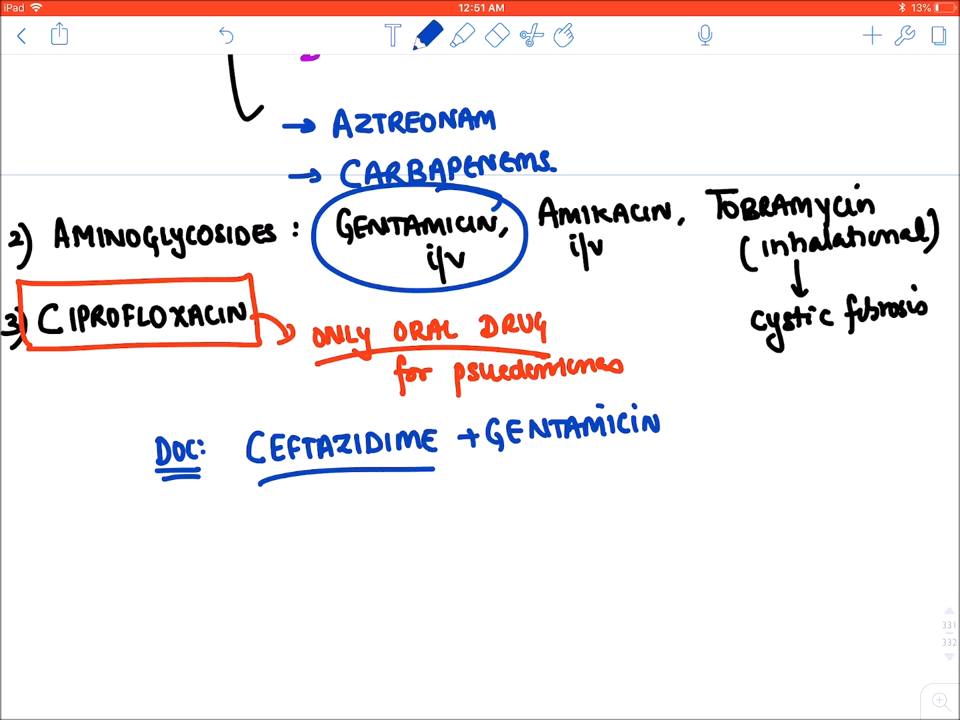 iPad 12:51 AM 13%
T
→ AZTREONAM
→ CARBAPENEMS.
2) AMINOGLYCOSIDES : GENTAMICIN, AMIKACIN, TOBRAMYCIN
i/v i/v (inhalational)
↓
3) CIPROFLOXACIN → ONLY ORAL DRUG cystic fibrosis
for psuedomones
DOC: CEFTAZIDIME + GENTAMICIN
331
332